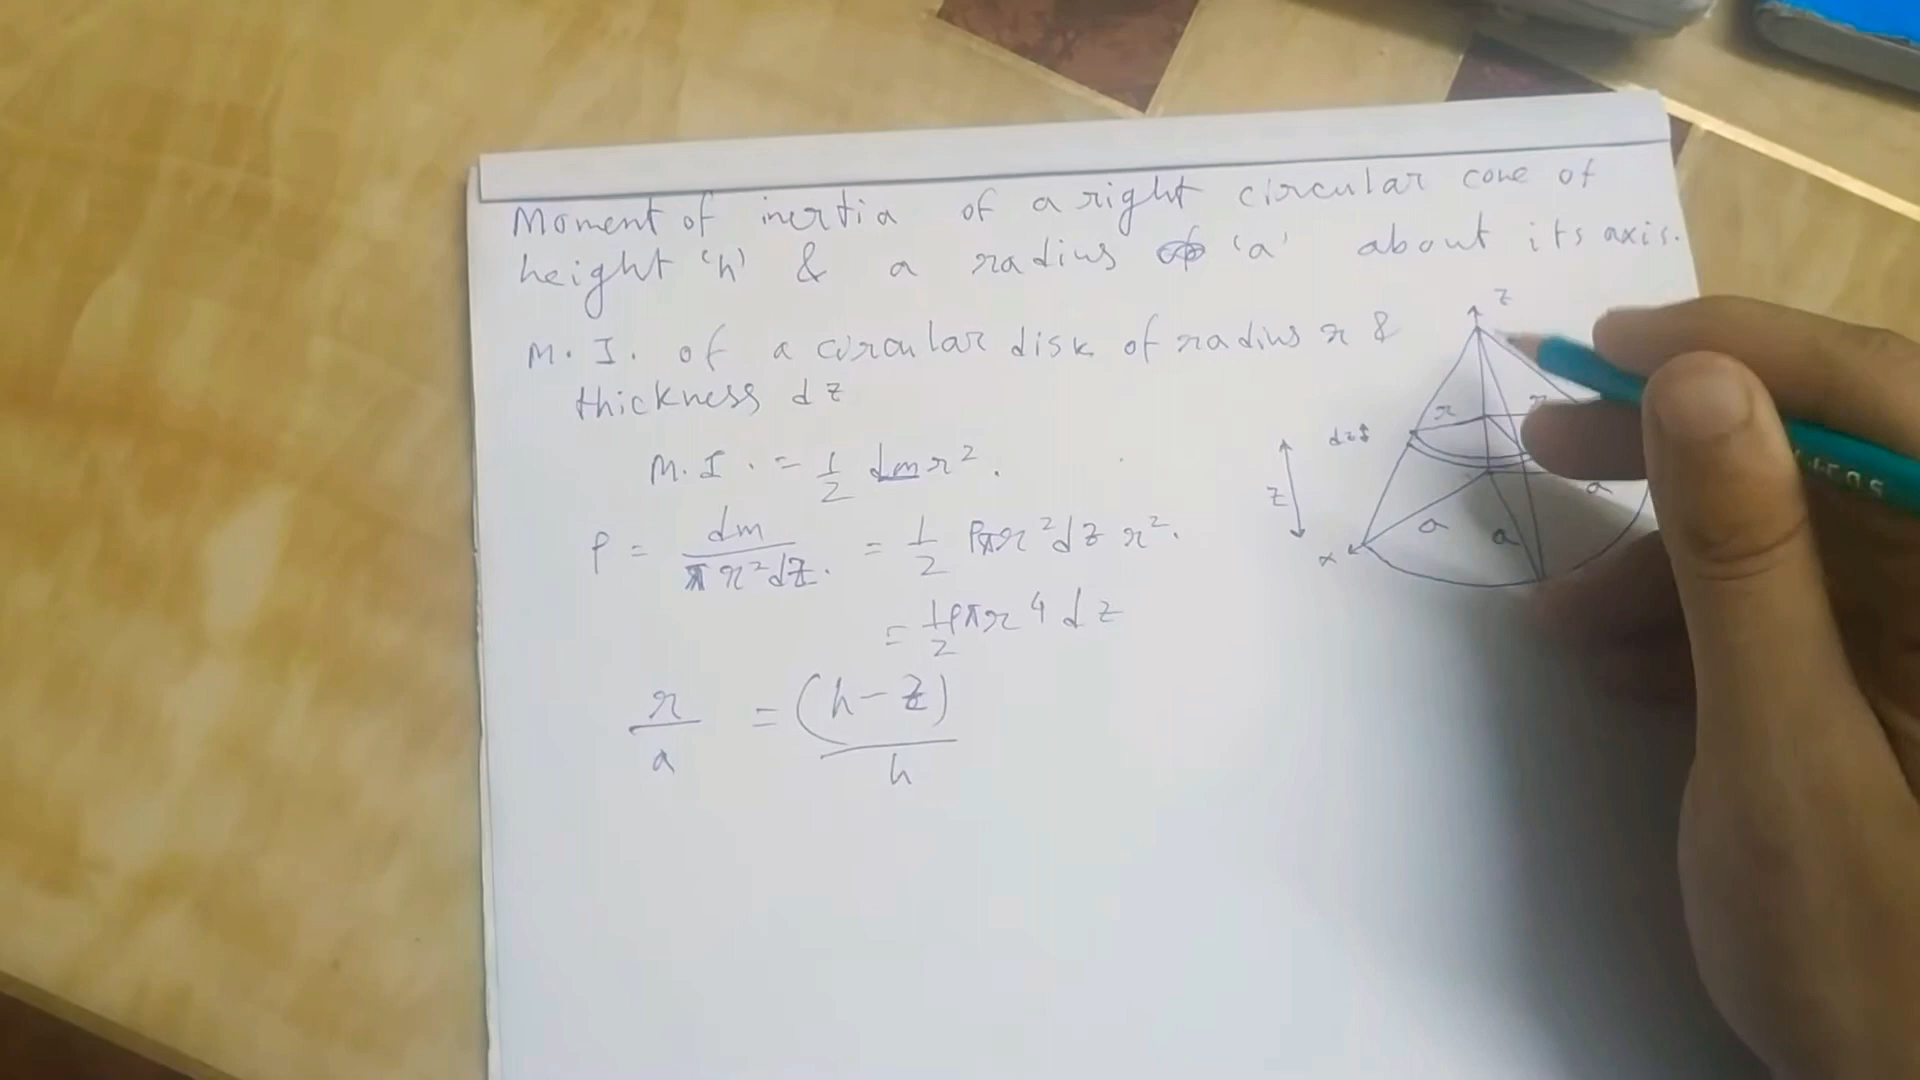 Moment of inertia of a right circular cone of
height 'h' & a radius 'a' about its axis.
M. I. of a circular disk of radius r &
thickness dz
M. I. = 1/2 dm r².
ρ = dm/πr²dz. = 1/2 ρπr²dz r².
= 1/2 ρπr⁴ dz
r/a = (h-z)/h
z
r r
dz
z
a
a a
x